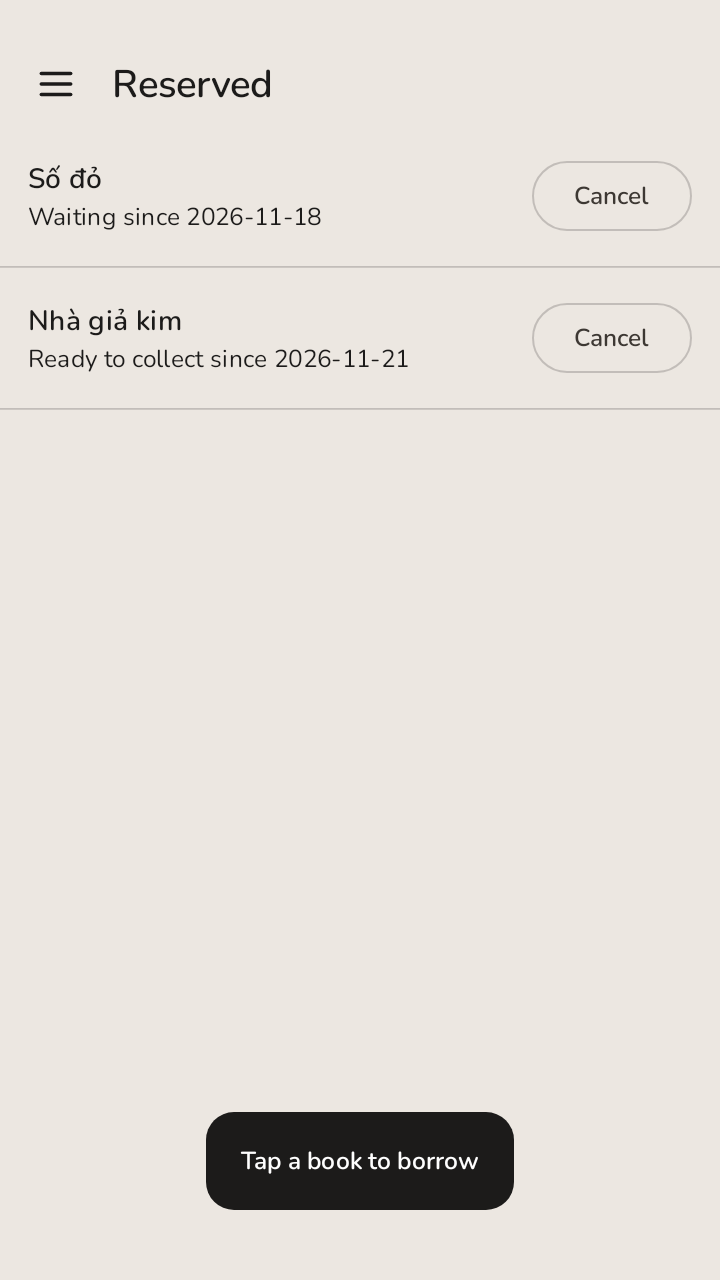 Reserved
Số đỏ
Waiting since 2026-11-18
Cancel
Nhà giả kim
Ready to collect since 2026-11-21
Cancel
Tap a book to borrow